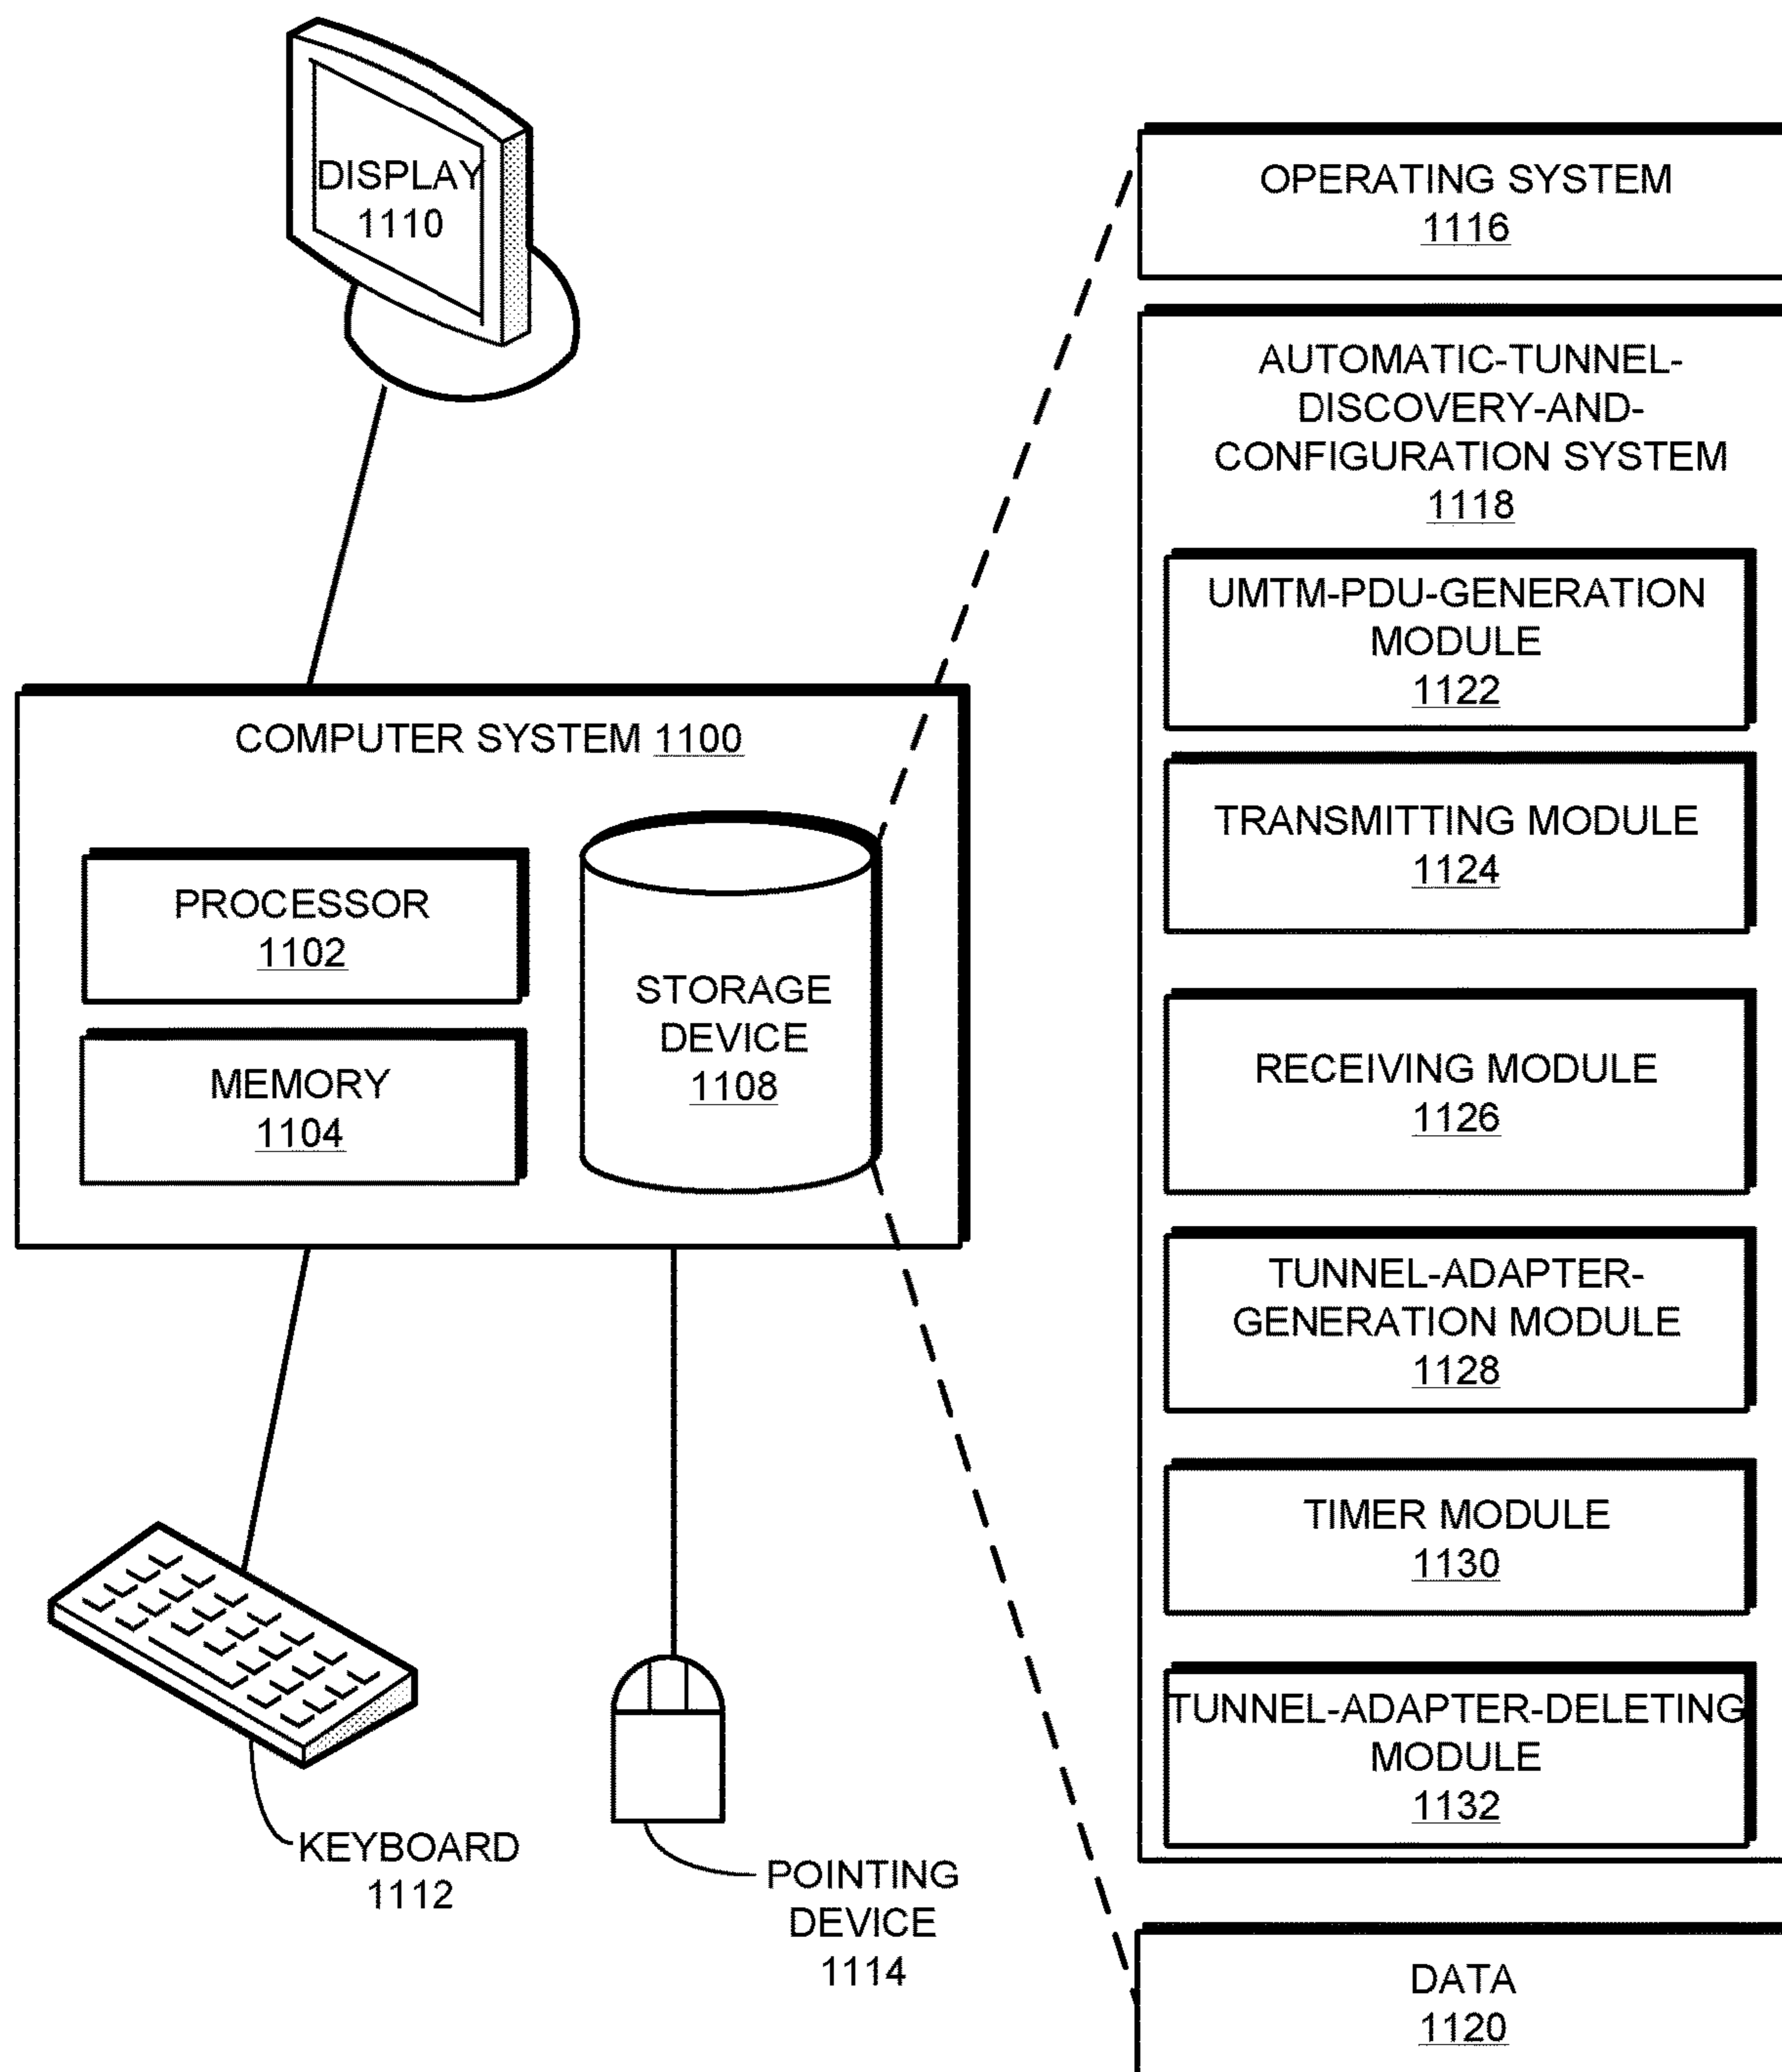 DISPLAY
1110
COMPUTER SYSTEM 1100
PROCESSOR
1102
MEMORY
1104
STORAGE
DEVICE
1108
KEYBOARD
1112
POINTING
DEVICE
1114
OPERATING SYSTEM
1116
AUTOMATIC-TUNNEL-
DISCOVERY-AND-
CONFIGURATION SYSTEM
1118
UMTM-PDU-GENERATION
MODULE
1122
TRANSMITTING MODULE
1124
RECEIVING MODULE
1126
TUNNEL-ADAPTER-
GENERATION MODULE
1128
TIMER MODULE
1130
TUNNEL-ADAPTER-DELETING
MODULE
1132
DATA
1120